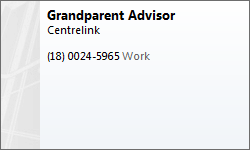 Grandparent Advisor
Centrelink
(18) 0024-5965 Work